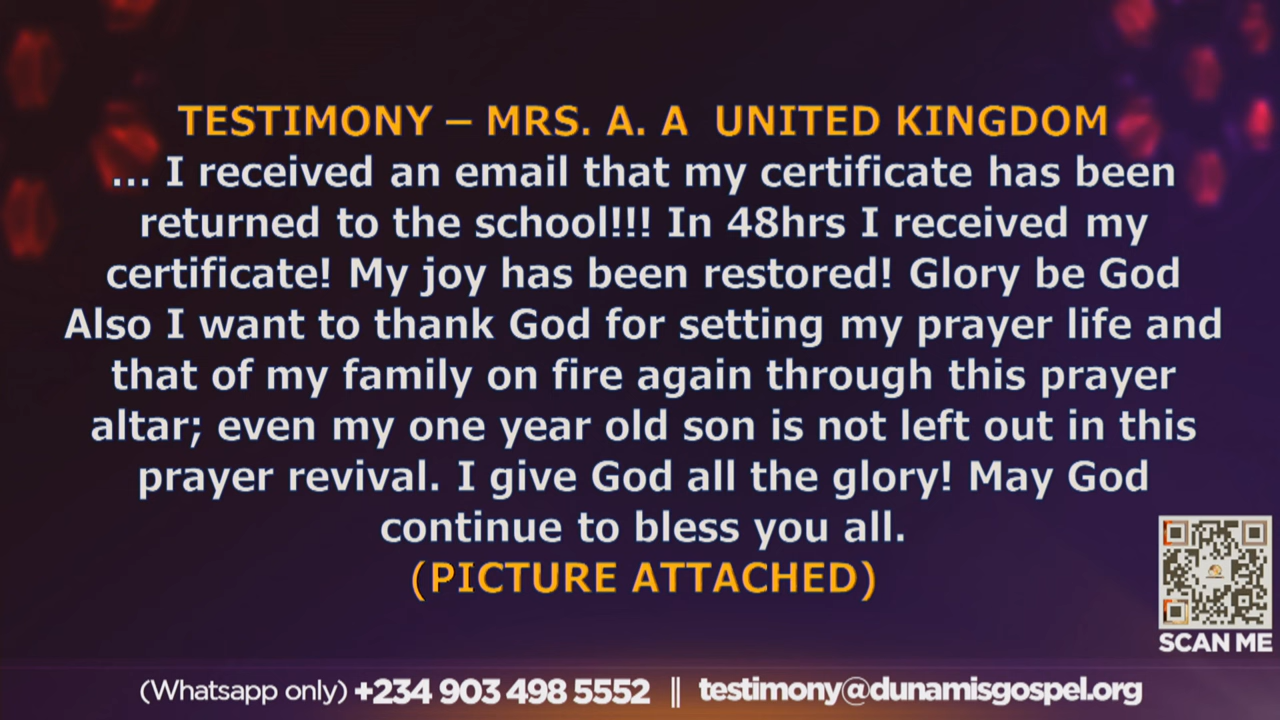 TESTIMONY – MRS. A. A UNITED KINGDOM
... I received an email that my certificate has been
returned to the school!!! In 48hrs I received my
certificate! My joy has been restored! Glory be God
Also I want to thank God for setting my prayer life and
that of my family on fire again through this prayer
altar; even my one year old son is not left out in this
prayer revival. I give God all the glory! May God
continue to bless you all.
(PICTURE ATTACHED)
SCAN ME
(Whatsapp only) +234 903 498 5552 || testimony@dunamisgospel.org